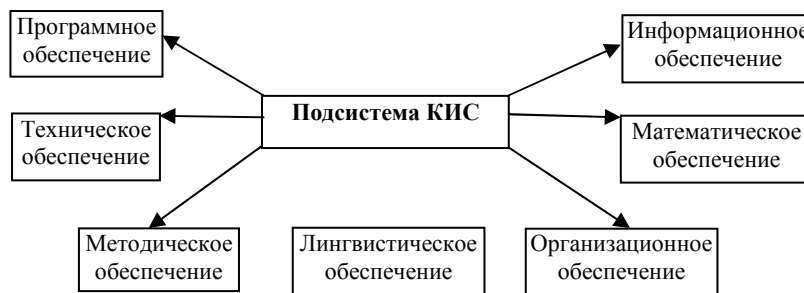 Программное
обеспечение
Информационное
обеспечение
Подсистема КИС
Техническое
обеспечение
Математическое
обеспечение
Методическое
обеспечение
Лингвистическое
обеспечение
Организационное
обеспечение